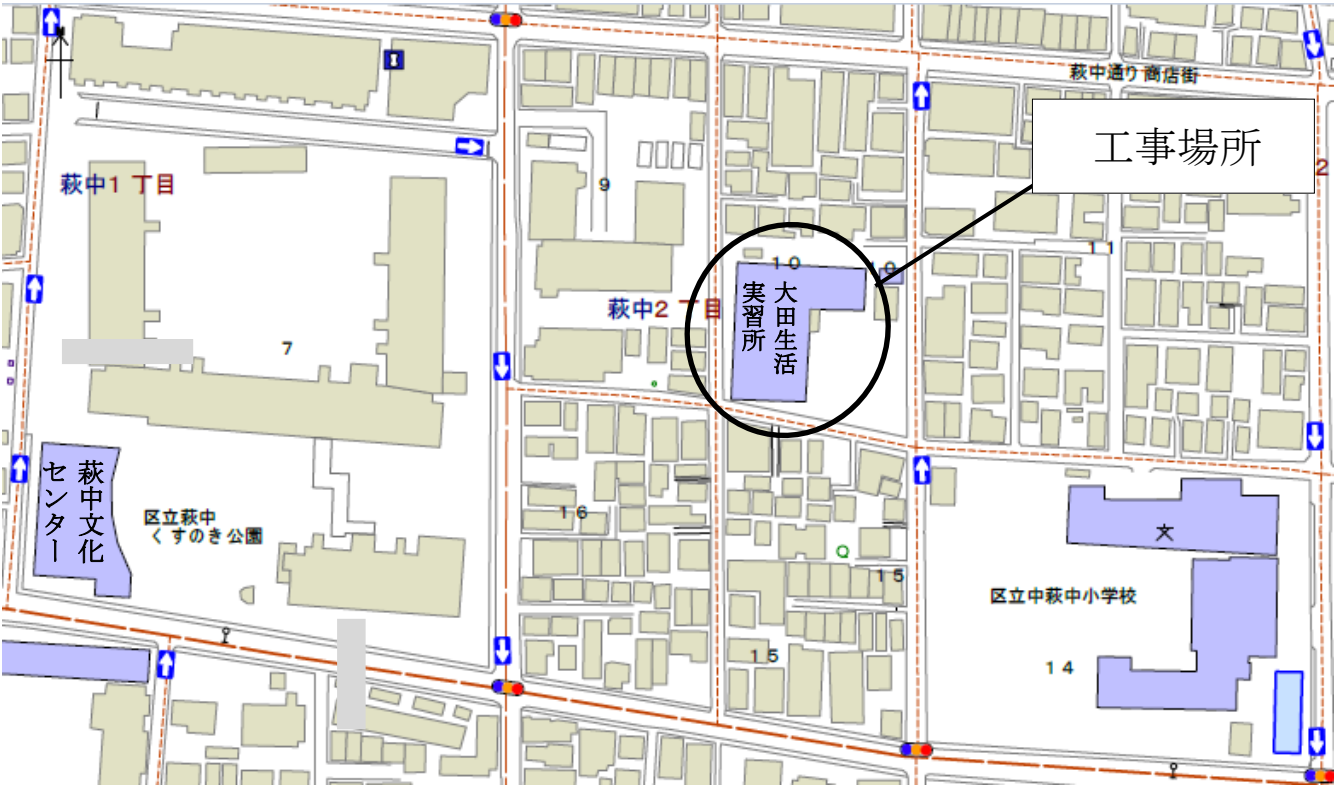 萩中通り商店街
工事場所
2
萩中1 丁目
9
11
10
10
大田生活
実習所
萩中2 丁目
7
萩中文化
センター
区立萩中
くすのき公園
16
文
15
区立中萩中小学校
15
14